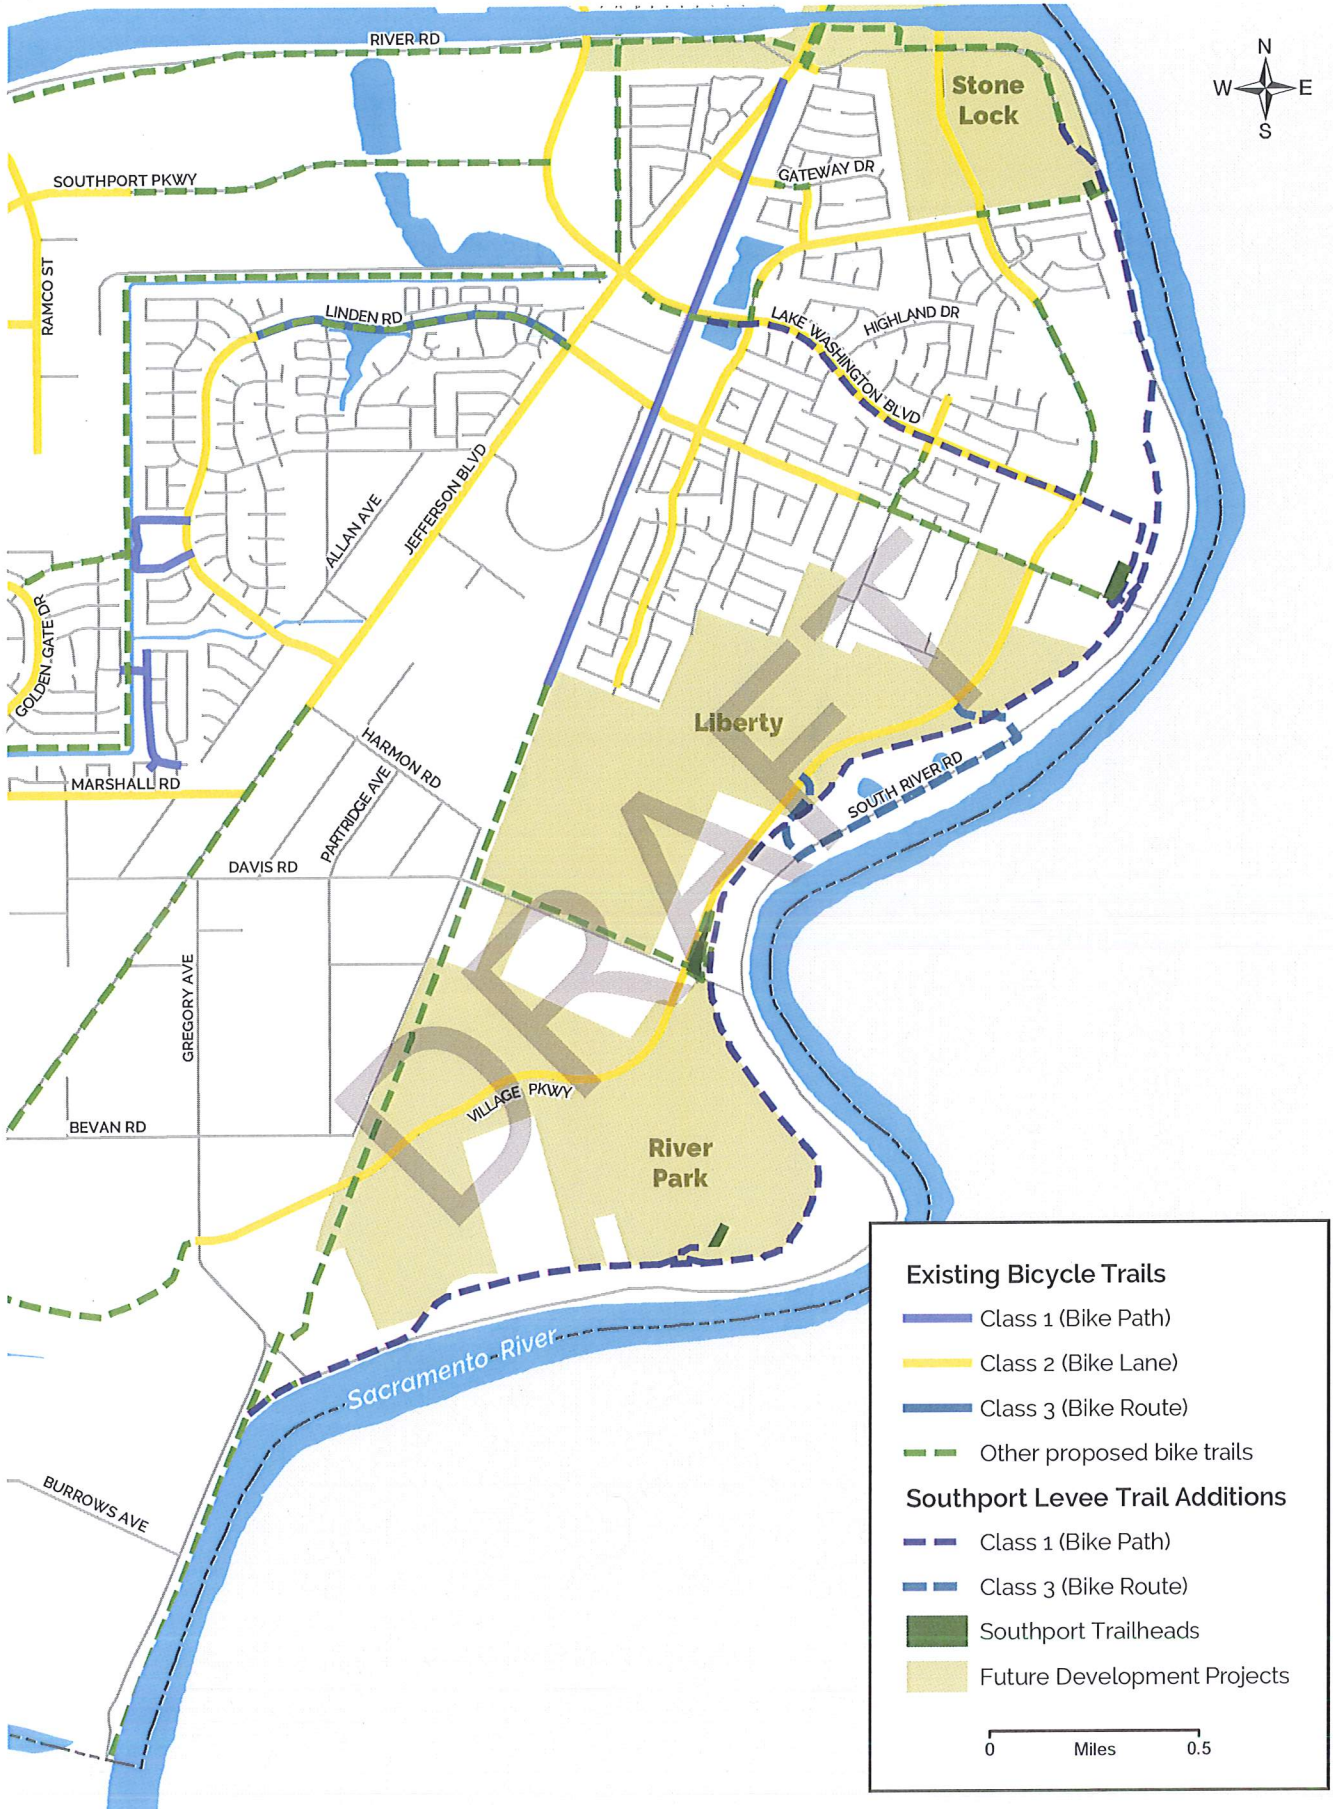 RIVER RD
N
W E
S
Stone
Lock
SOUTHPORT PKWY
GATEWAY DR
RAMCO ST
LINDEN RD
LAKE WASHINGTON BLVD
HIGHLAND DR
JEFFERSON BLVD
ALLAN AVE
GOLDEN GATE DR
Liberty
HARMON RD
MARSHALL RD
PARTRIDGE AVE
SOUTH RIVER RD
DAVIS RD
DRAFT
GREGORY AVE
VILLAGE PKWY
BEVAN RD
River
Park
Sacramento River
BURROWS AVE
Existing Bicycle Trails
Class 1 (Bike Path)
Class 2 (Bike Lane)
Class 3 (Bike Route)
Other proposed bike trails
Southport Levee Trail Additions
Class 1 (Bike Path)
Class 3 (Bike Route)
Southport Trailheads
Future Development Projects
0 Miles 0.5